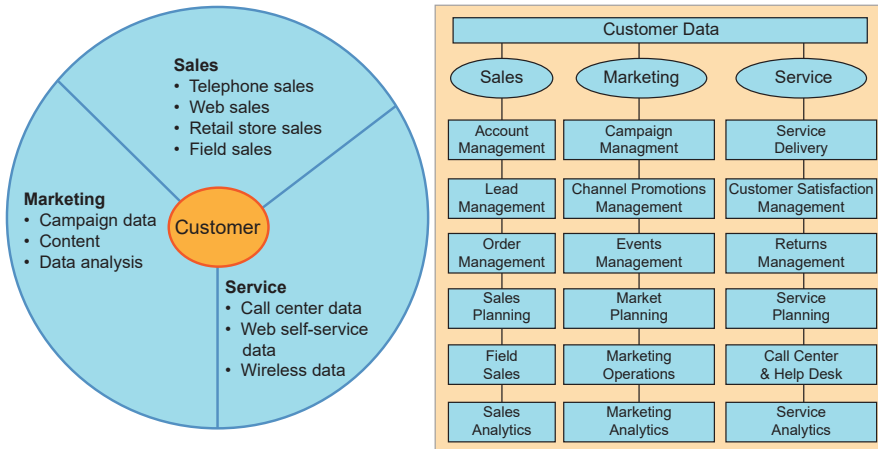 Sales
• Telephone sales
• Web sales
• Retail store sales
• Field sales
Marketing
• Campaign data
• Content
• Data analysis
Customer
Service
• Call center data
• Web self-service
data
• Wireless data
Customer Data
Sales
Marketing
Service
Account
Management
Campaign
Managment
Service
Delivery
Lead
Management
Channel Promotions
Management
Customer Satisfaction
Management
Order
Management
Events
Management
Returns
Management
Sales
Planning
Market
Planning
Service
Planning
Field
Sales
Marketing
Operations
Call Center
& Help Desk
Sales
Analytics
Marketing
Analytics
Service
Analytics